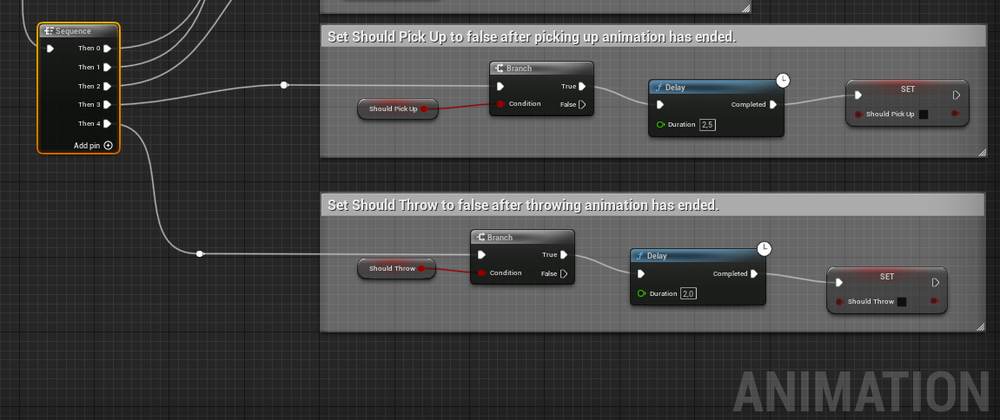 Sequence
Then 0
Then 1
Then 2
Then 3
Then 4
Add pin
Set Should Pick Up to false after picking up animation has ended.
Branch
True
Condition
False
Should Pick Up
Delay
Completed
Duration 2,5
SET
Should Pick Up
Set Should Throw to false after throwing animation has ended.
Branch
True
Condition
False
Should Throw
Delay
Completed
Duration 2,0
SET
Should Throw
ANIMATION